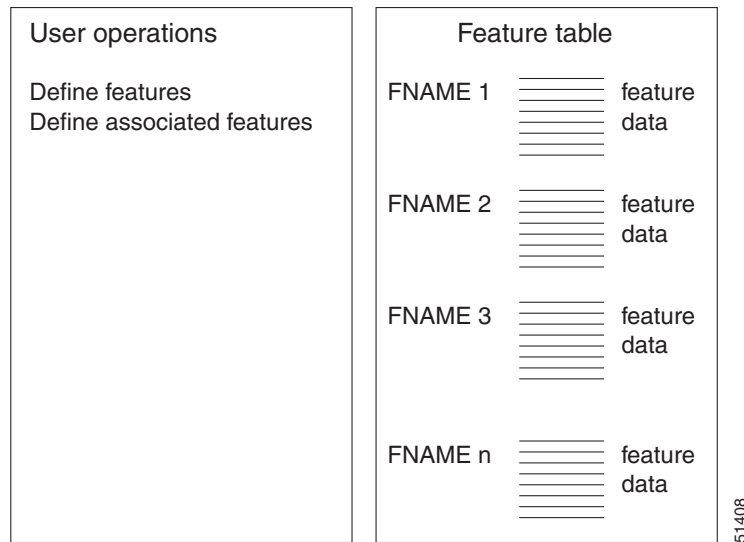 User operations
Define features
Define associated features
Feature table
FNAME 1 feature
data
FNAME 2 feature
data
FNAME 3 feature
data
FNAME n feature
data
51408